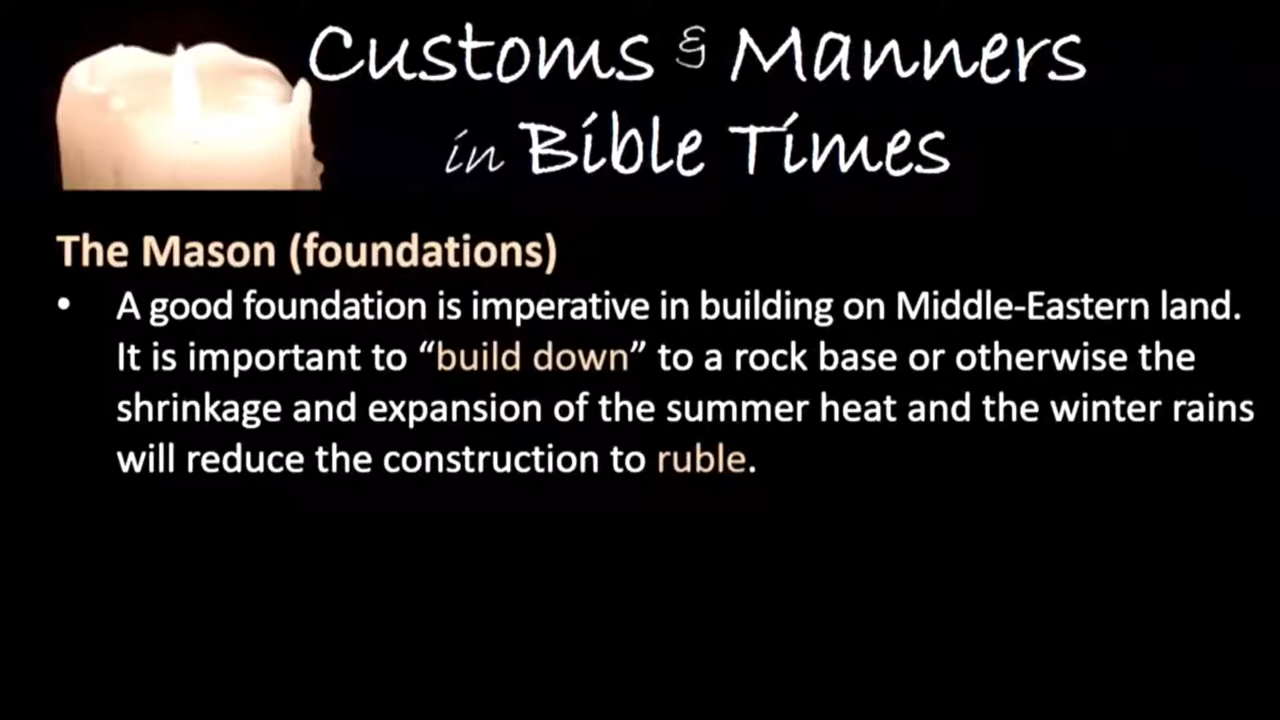 Customs & Manners
in Bible Times
The Mason (foundations)
• A good foundation is imperative in building on Middle-Eastern land.
It is important to “build down” to a rock base or otherwise the
shrinkage and expansion of the summer heat and the winter rains
will reduce the construction to ruble.